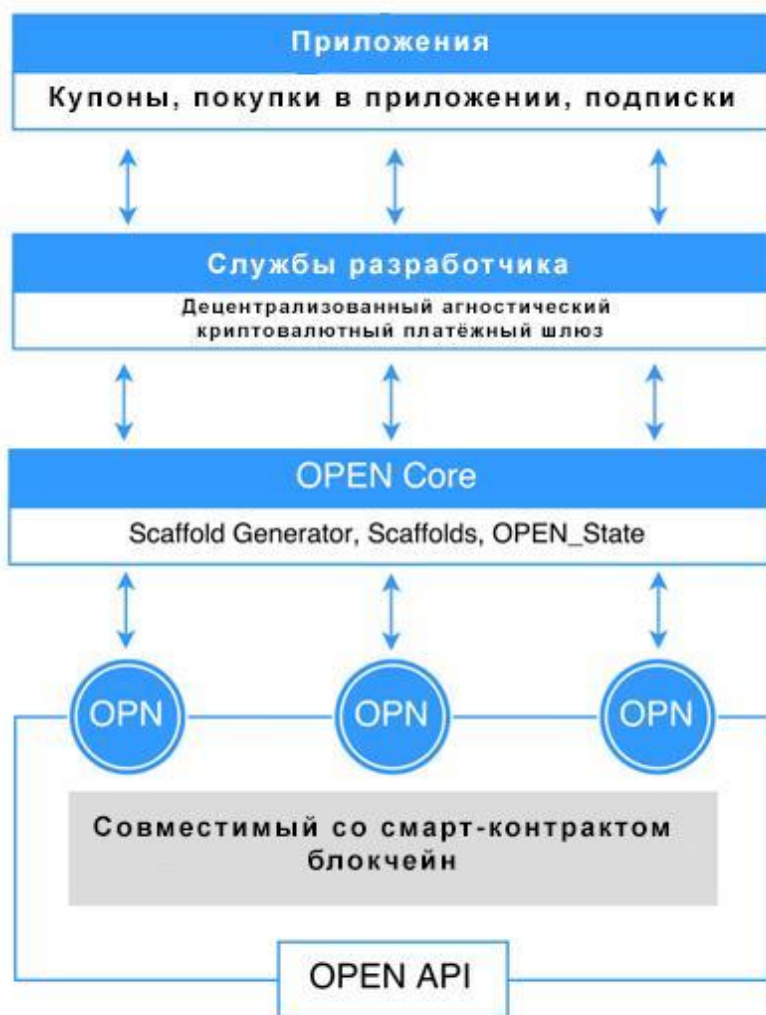 Приложения
Купоны, покупки в приложении, подписки
Службы разработчика
Децентрализованный агностический
криптовалютный платёжный шлюз
OPEN Core
Scaffold Generator, Scaffolds, OPEN_State
OPN OPN OPN
Совместимый со смарт-контрактом
блокчейн
OPEN API